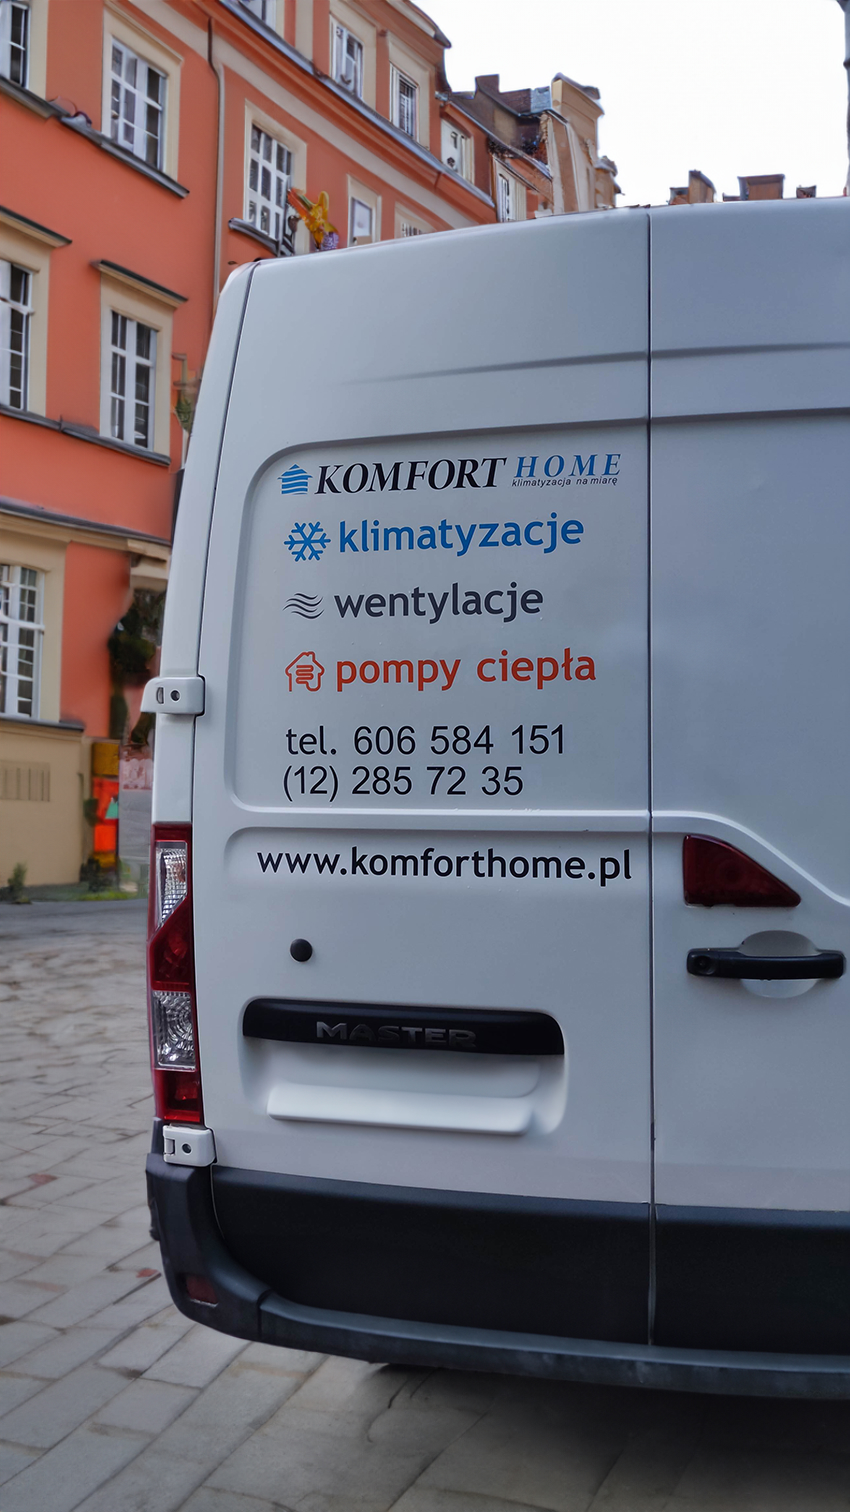 KOMFORT HOME
klimatyzacja na miarę
klimatyzacje
wentylacje
pompy ciepła
tel. 606 584 151
(12) 285 72 35
www.komforthome.pl
MASTER